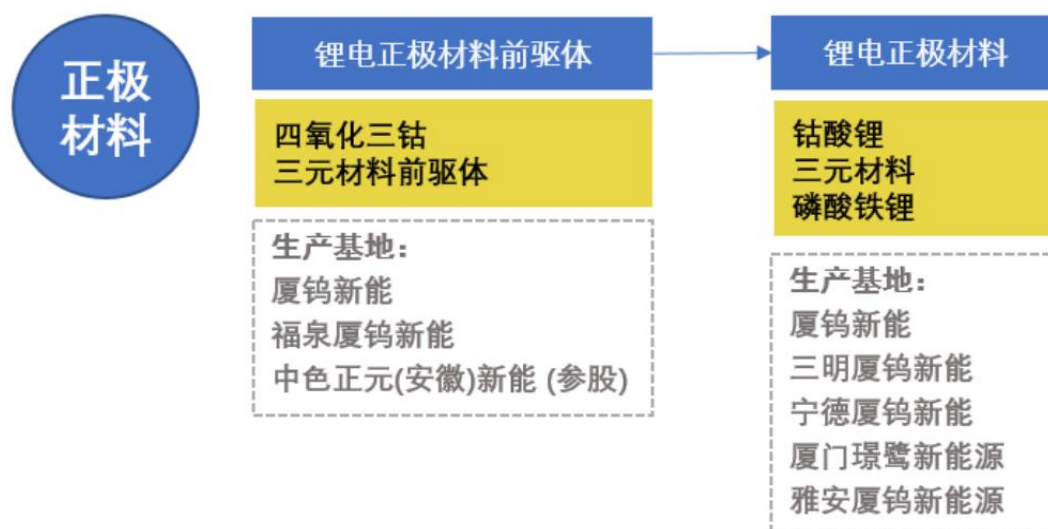 正极
材料
锂电正极材料前驱体
四氧化三钴
三元材料前驱体
生产基地：
厦钨新能
福泉厦钨新能
中色正元(安徽)新能 (参股)
锂电正极材料
钴酸锂
三元材料
磷酸铁锂
生产基地：
厦钨新能
三明厦钨新能
宁德厦钨新能
厦门璟鹭新能源
雅安厦钨新能源